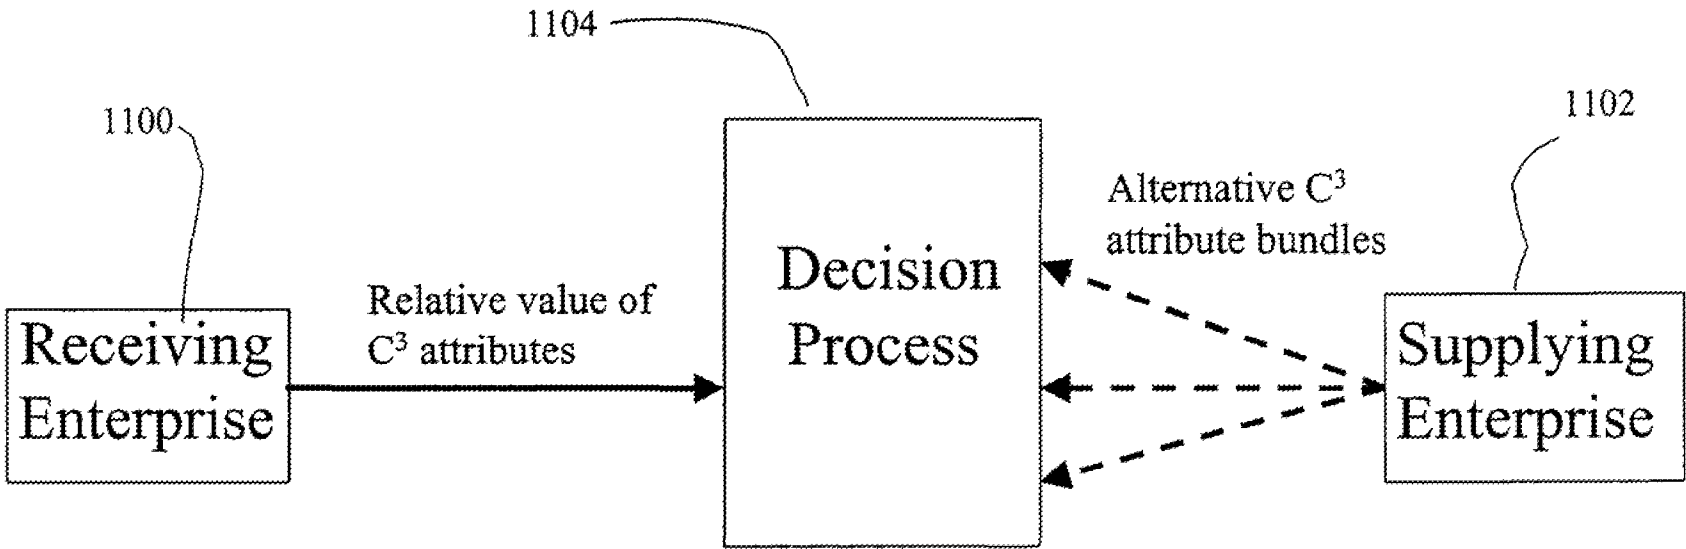 1104
1100
1102
Alternative C³
attribute bundles
Decision
Process
Relative value of
C³ attributes
Receiving
Enterprise
Supplying
Enterprise